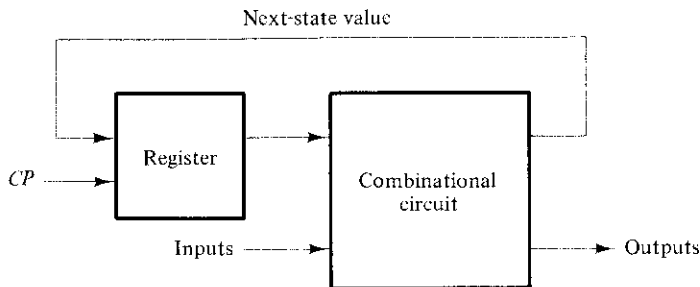 Next-state value
Register
CP
Combinational
circuit
Inputs
Outputs